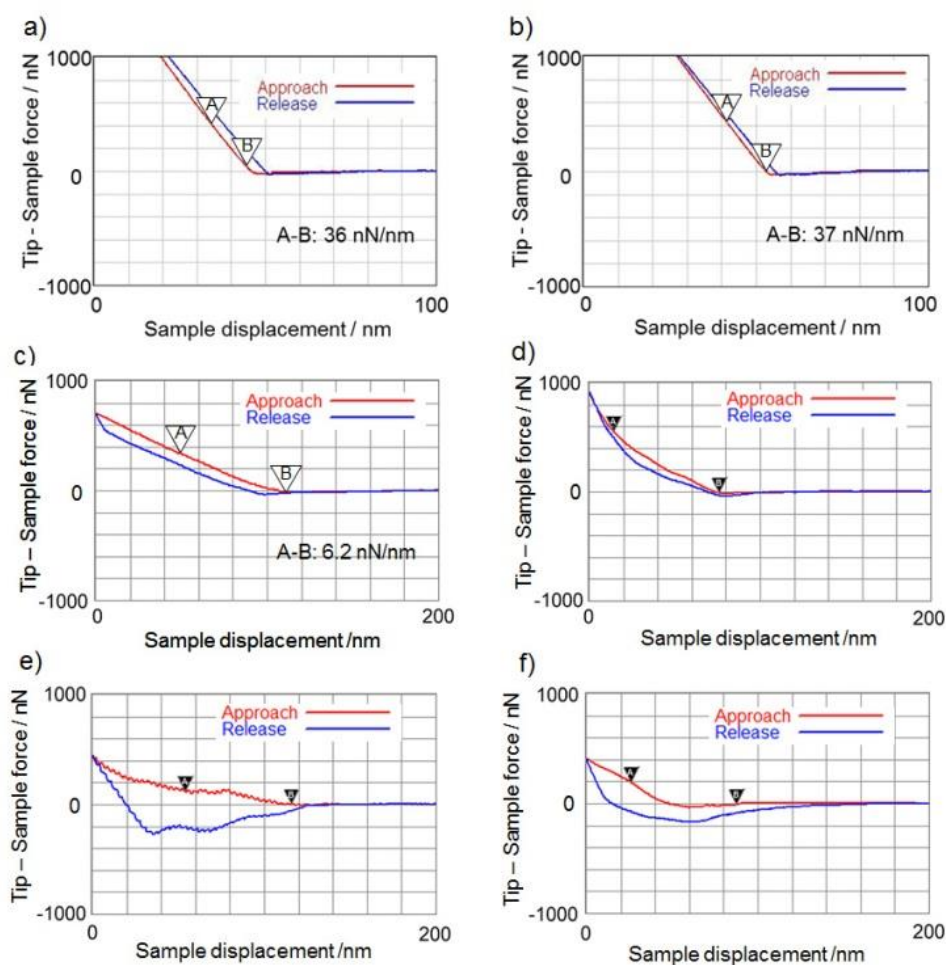 a)
1000
Tip - Sample force / nN
Approach
Release
A
B
0
A-B: 36 nN/nm
-1000
0
100
Sample displacement / nm
b)
1000
Tip - Sample force / nN
Approach
Release
A
B
0
A-B: 37 nN/nm
-1000
0
100
Sample displacement / nm
c)
1000
Tip – Sample force / nN
Approach
Release
A
B
0
A-B: 6.2 nN/nm
-1000
0
200
Sample displacement /nm
d)
1000
Tip – Sample force / nN
Approach
Release
A
B
0
-1000
0
200
Sample displacement /nm
e)
1000
Tip – Sample force / nN
Approach
Release
A
B
0
-1000
0
200
Sample displacement /nm
f)
1000
Tip – Sample force / nN
Approach
Release
A
B
0
-1000
0
200
Sample displacement /nm